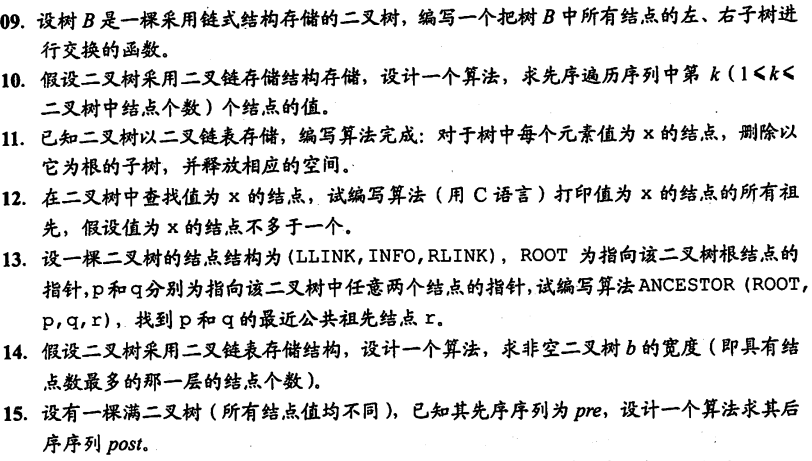 09. 设树 B 是一棵采用链式结构存储的二叉树，编写一个把树 B 中所有结点的左、右子树进
行交换的函数。
10. 假设二叉树采用二叉链存储结构存储，设计一个算法，求先序遍历序列中第 k（1≤k≤
二叉树中结点个数）个结点的值。
11. 已知二叉树以二叉链表存储，编写算法完成：对于树中每个元素值为 x 的结点，删除以
它为根的子树，并释放相应的空间。
12. 在二叉树中查找值为 x 的结点，试编写算法（用 C 语言）打印值为 x 的结点的所有祖
先，假设值为 x 的结点不多于一个。
13. 设一棵二叉树的结点结构为(LLINK,INFO,RLINK)，ROOT 为指向该二叉树根结点的
指针,p和q分别为指向该二叉树中任意两个结点的指针,试编写算法ANCESTOR（ROOT,
p,q,r)，找到 p 和 q 的最近公共祖先结点 r。
14. 假设二叉树采用二叉链表存储结构，设计一个算法，求非空二叉树 b 的宽度（即具有结
点数最多的那一层的结点个数）。
15. 设有一棵满二叉树（所有结点值均不同），已知其先序序列为 pre，设计一个算法求其后
序序列 post。